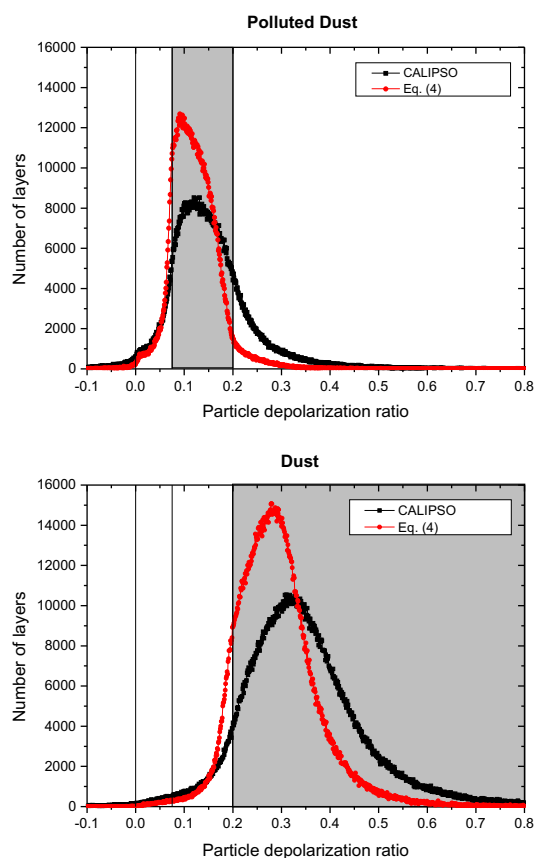 Polluted Dust
16000
14000
12000
10000
8000
6000
4000
2000
0
Number of layers
CALIPSO
Eq. (4)
-0.1 0.0 0.1 0.2 0.3 0.4 0.5 0.6 0.7 0.8
Particle depolarization ratio
Dust
16000
14000
12000
10000
8000
6000
4000
2000
0
Number of layers
CALIPSO
Eq. (4)
-0.1 0.0 0.1 0.2 0.3 0.4 0.5 0.6 0.7 0.8
Particle depolarization ratio